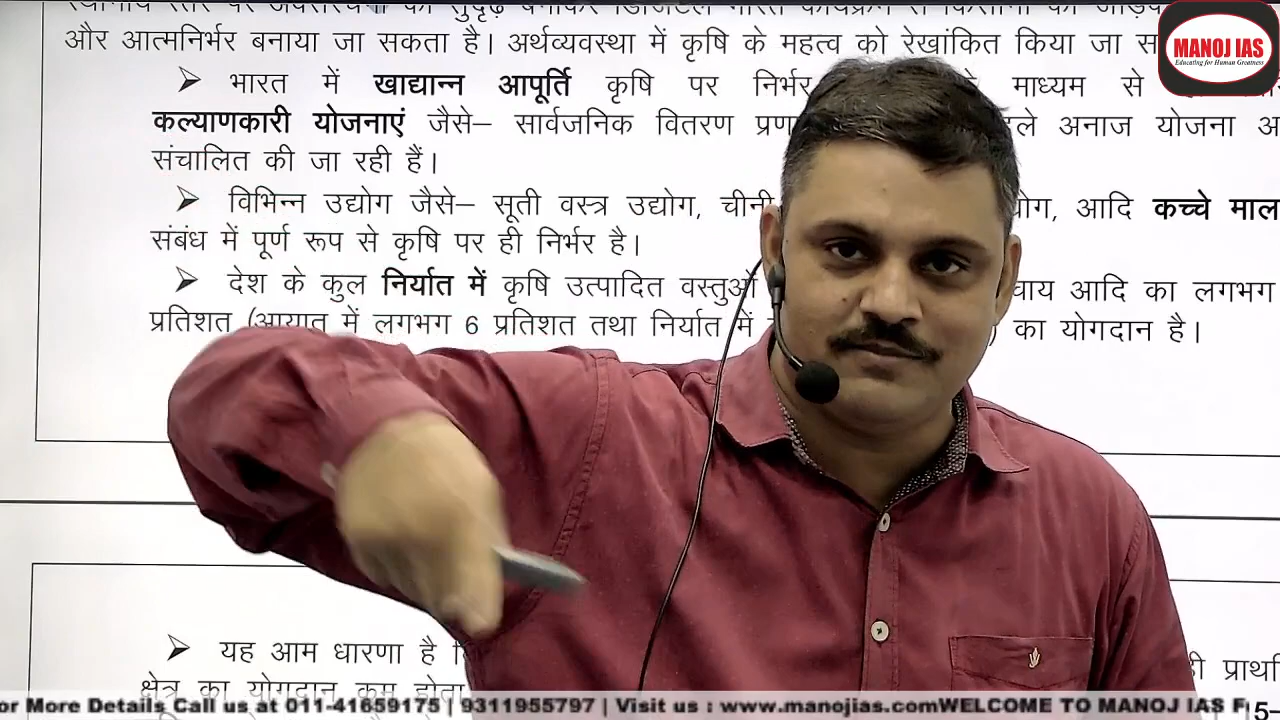 और आत्मनिर्भर बनाया जा सकता है। अर्थव्यवस्था में कृषि के महत्व को रेखांकित किया जा
MANOJ IAS
Educating for Human Greatness
➢ भारत में खाद्यान्न आपूर्ति कृषि पर निर्भर माध्यम से
कल्याणकारी योजनाएं जैसे– सार्वजनिक वितरण अनाज योजना
संचालित की जा रही हैं।
➢ विभिन्न उद्योग जैसे– सूती वस्त्र उद्योग, चीनी आदि कच्चे माल
संबंध में पूर्ण रूप से कृषि पर ही निर्भर है।
➢ देश के कुल निर्यात में कृषि उत्पादित आदि का लगभग
प्रतिशत (आयात में लगभग 6 प्रतिशत तथा निर्यात में का योगदान है।
➢ यह आम धारणा है
क्षेत्र का योगदान कम होता
or More Details Call us at 011-41659175 | 9311955797 | Visit us : www.manojias.comWELCOME TO MANOJ IAS